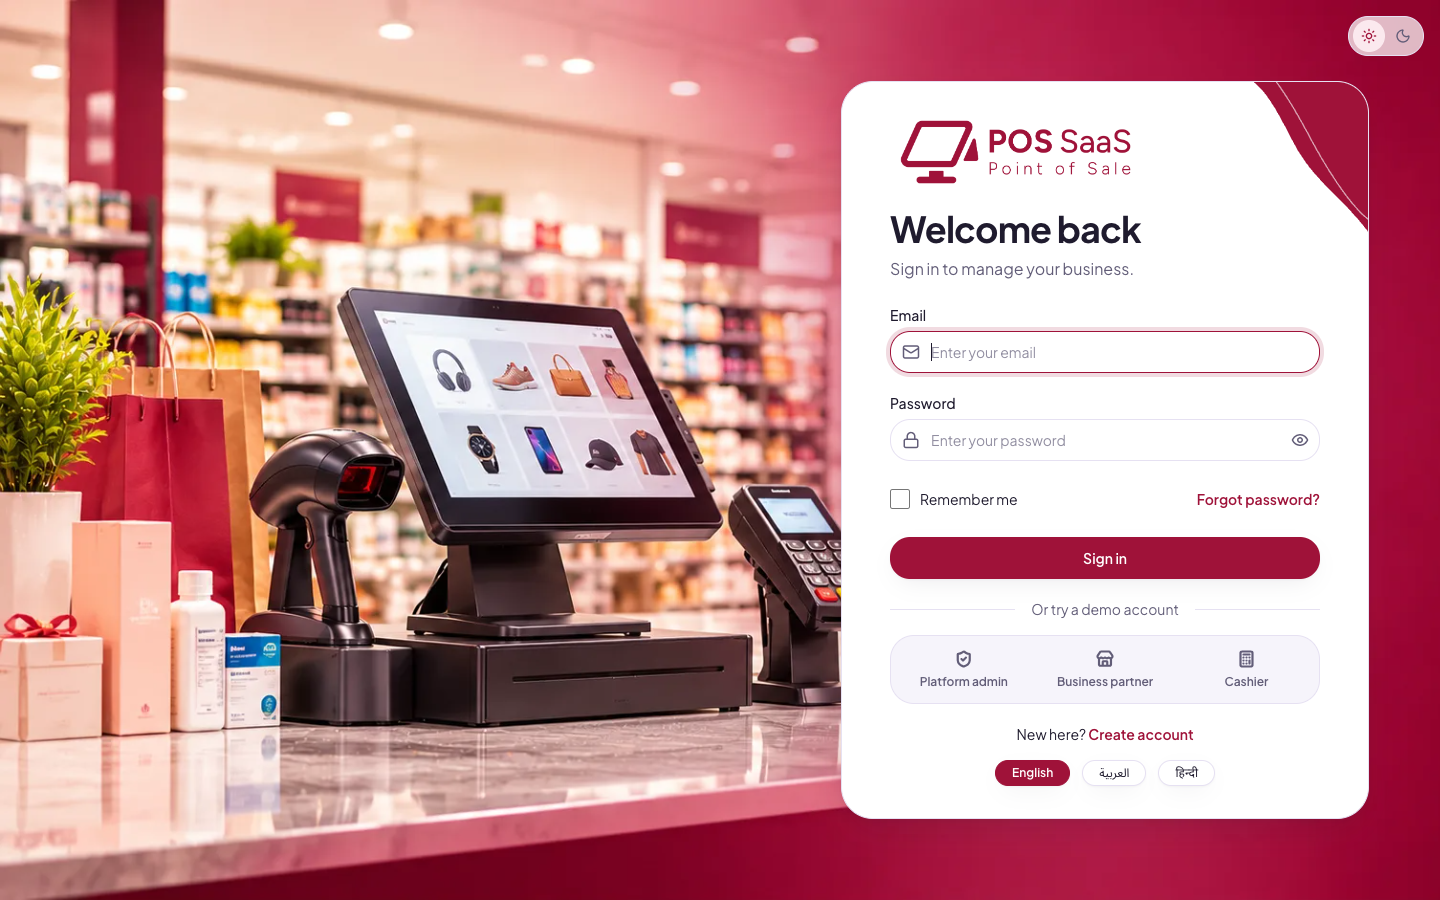 POS SaaS
Point of Sale
Welcome back
Sign in to manage your business.
Email
Enter your email
Password
Enter your password
Remember me
Forgot password?
Sign in
Or try a demo account
Platform admin
Business partner
Cashier
New here? Create account
English
العربية
हिन्दी